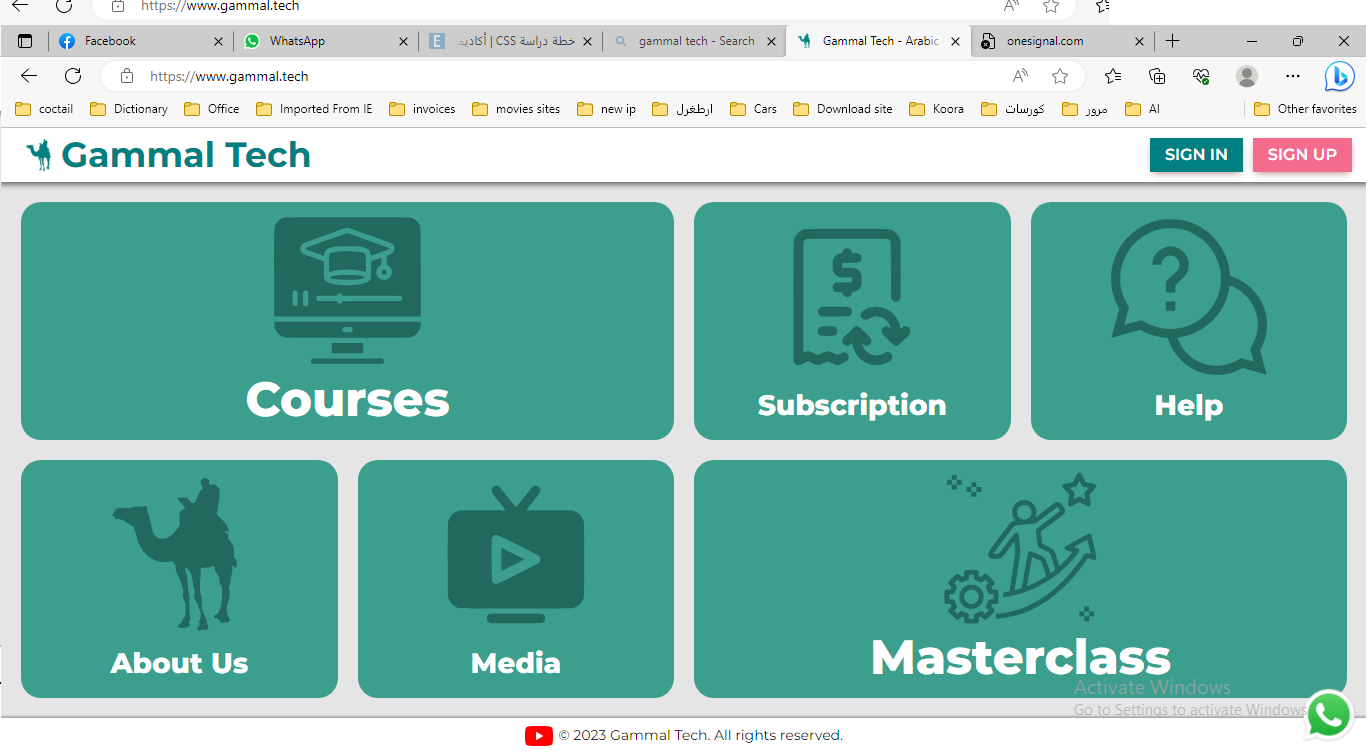 https://www.gammal.tech
Facebook
WhatsApp
خطة دراسة CSS | أكاديم
gammal tech - Search
Gammal Tech - Arabic
onesignal.com
https://www.gammal.tech
coctail
Dictionary
Office
Imported From IE
invoices
movies sites
new ip
ارطغرل
Cars
Download site
Koora
كورسات
مرور
AI
Other favorites
Gammal Tech
SIGN IN
SIGN UP
Courses
Subscription
Help
About Us
Media
Masterclass
Activate Windows
Go to Settings to activate Windows
© 2023 Gammal Tech. All rights reserved.